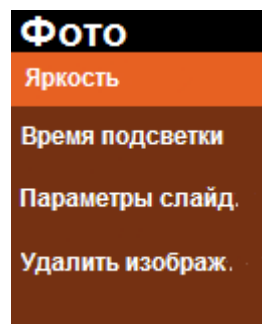 Фото
Яркость
Время подсветки
Параметры слайд.
Удалить изображ.